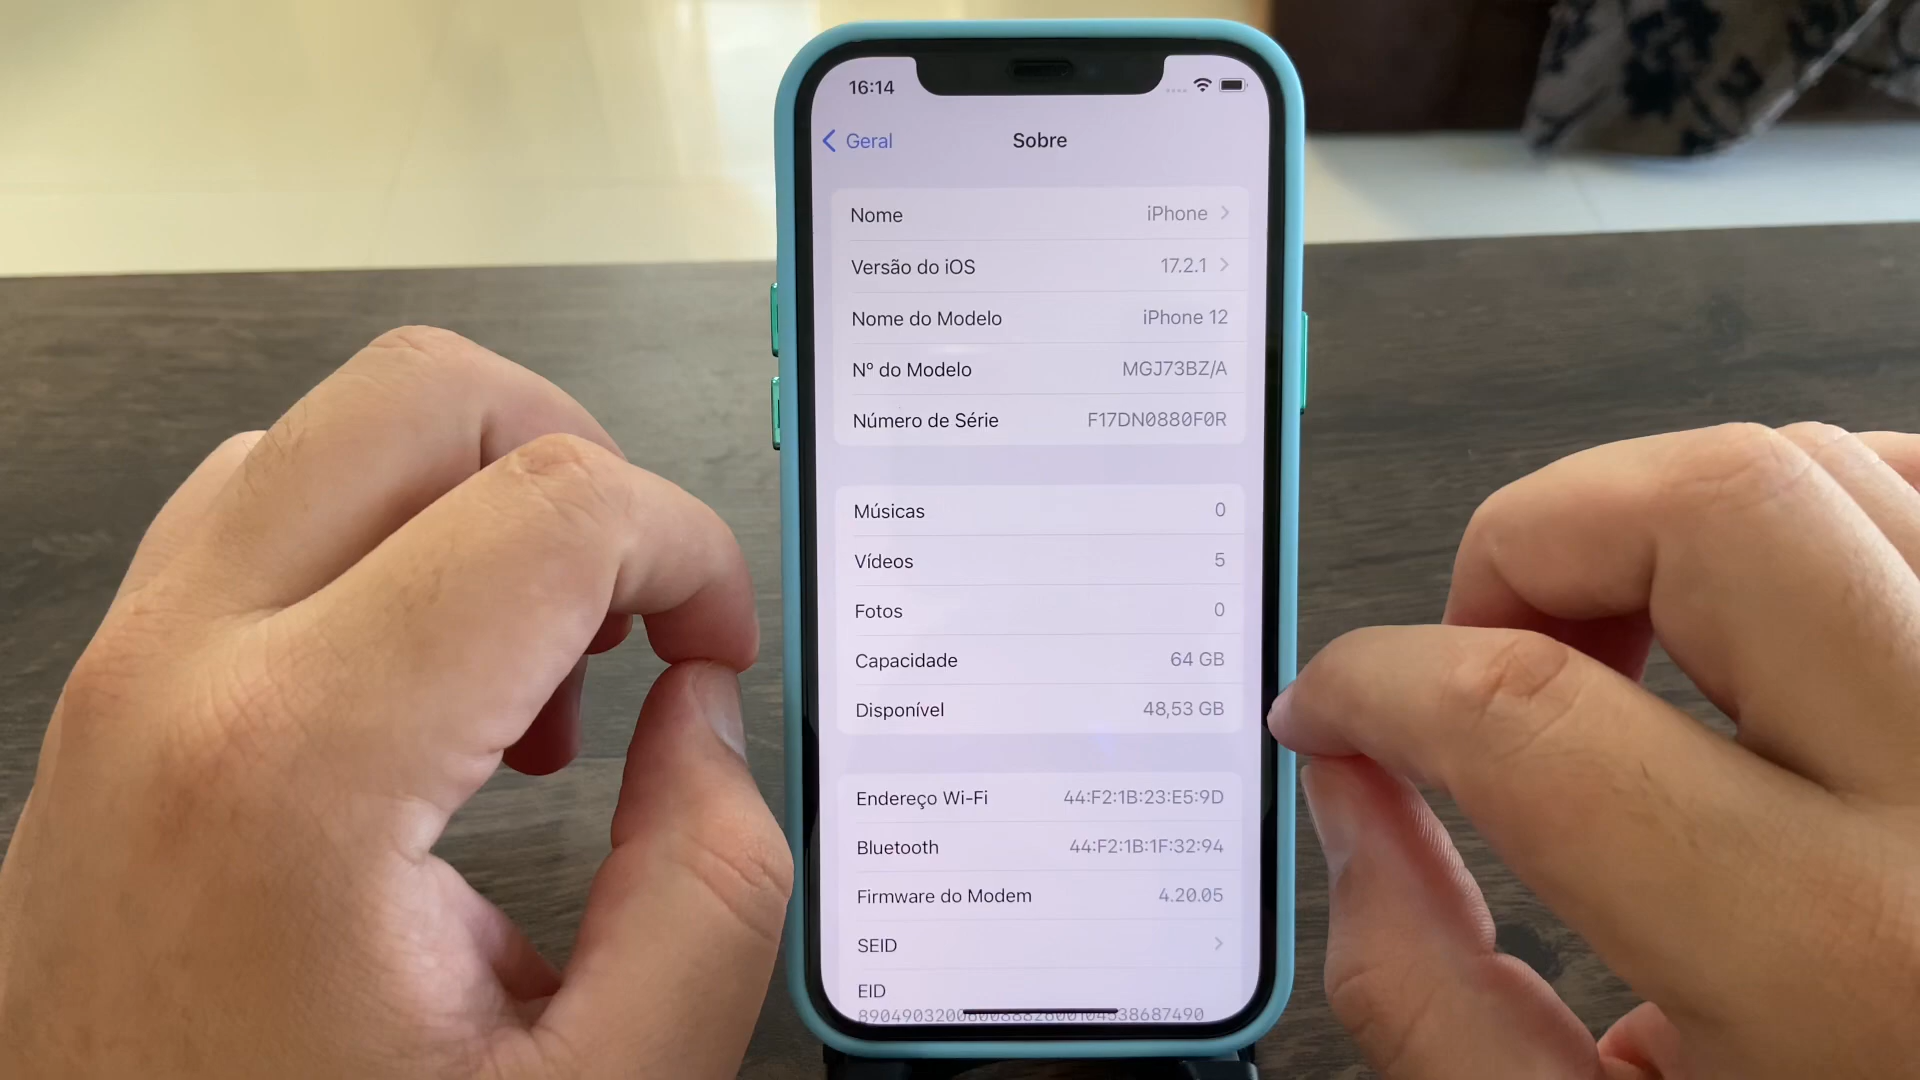 16:14
Geral
Sobre
Nome iPhone
Versão do iOS 17.2.1
Nome do Modelo iPhone 12
Nº do Modelo MGJ73BZ/A
Número de Série F17DN0880F0R
Músicas 0
Vídeos 5
Fotos 0
Capacidade 64 GB
Disponível 48,53 GB
Endereço Wi-Fi 44:F2:1B:23:E5:9D
Bluetooth 44:F2:1B:1F:32:94
Firmware do Modem 4.20.05
SEID
EID